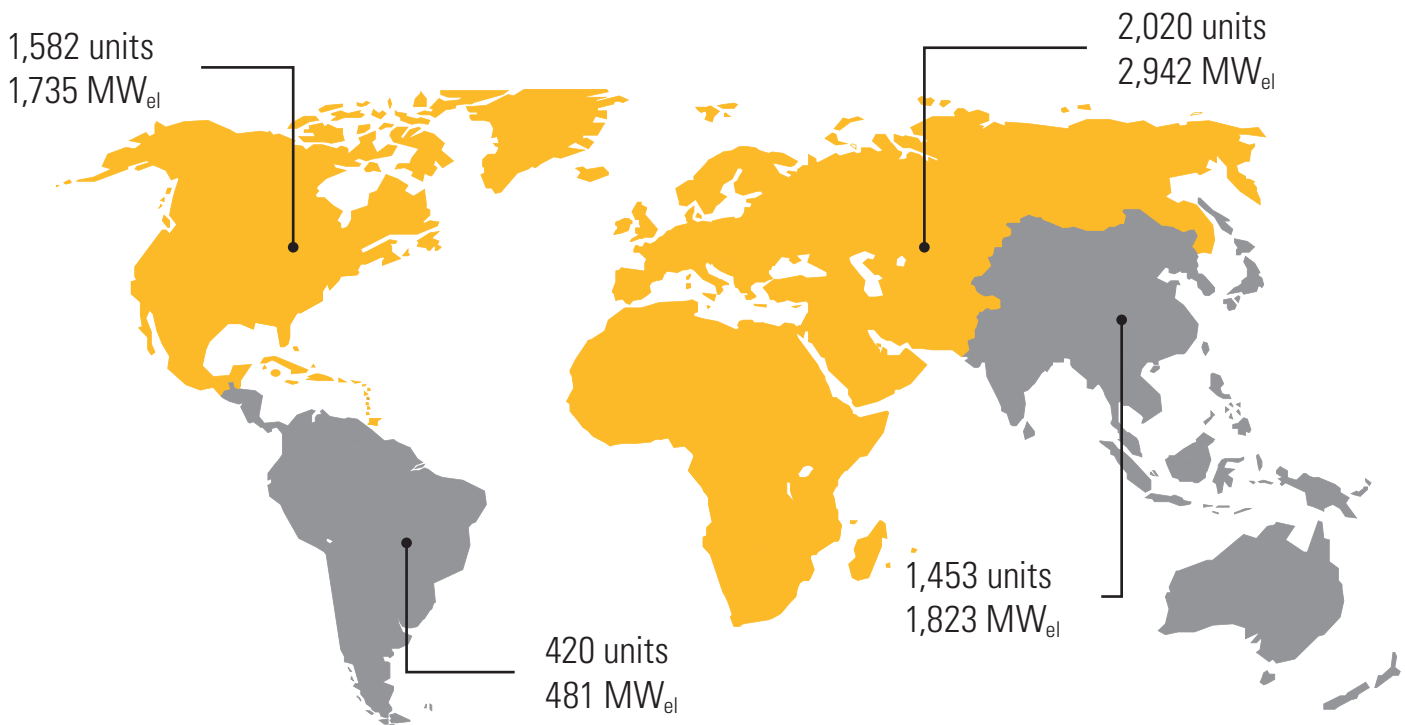 1,582 units
1,735 MWel
2,020 units
2,942 MWel
1,453 units
1,823 MWel
420 units
481 MWel